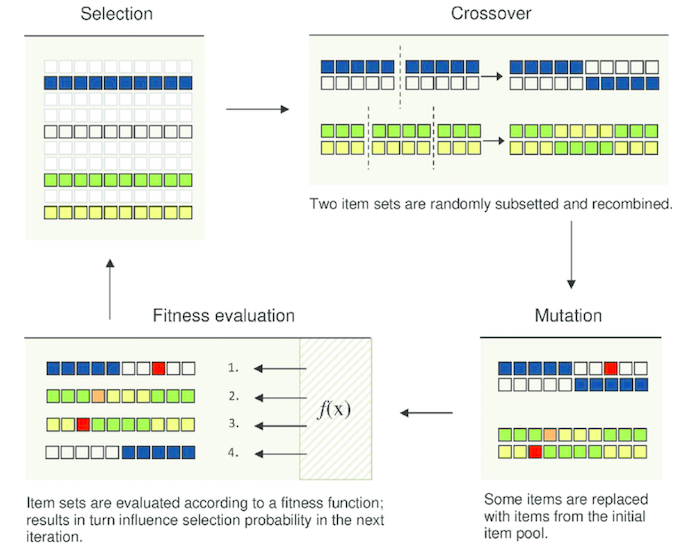 Selection
Crossover
Two item sets are randomly subsetted and recombined.
Fitness evaluation
Mutation
1.
2.
3.
4.
f(x)
Item sets are evaluated according to a fitness function;
results in turn influence selection probability in the next
iteration.
Some items are replaced
with items from the initial
item pool.